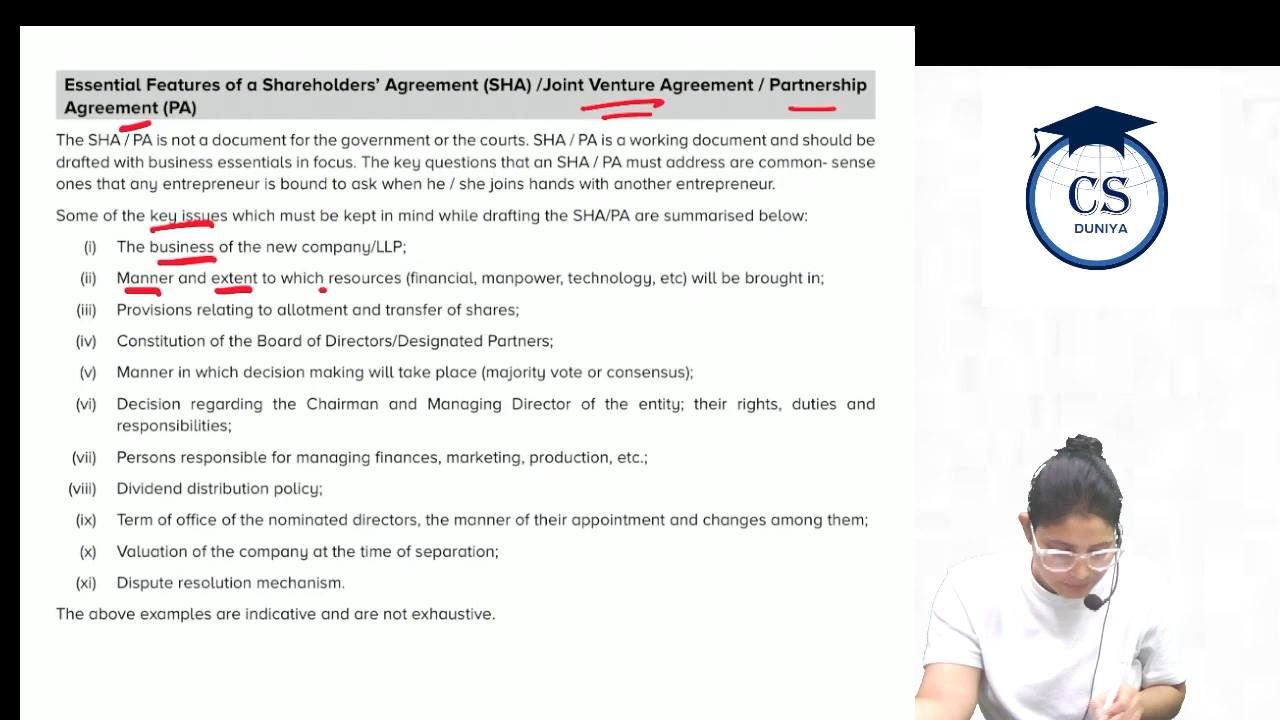 Essential Features of a Shareholders' Agreement (SHA) /Joint Venture Agreement / Partnership
Agreement (PA)
The SHA / PA is not a document for the government or the courts. SHA / PA is a working document and should be
drafted with business essentials in focus. The key questions that an SHA / PA must address are common- sense
ones that any entrepreneur is bound to ask when he / she joins hands with another entrepreneur.
Some of the key issues which must be kept in mind while drafting the SHA/PA are summarised below:
(i) The business of the new company/LLP;
(ii) Manner and extent to which resources (financial, manpower, technology, etc) will be brought in;
(iii) Provisions relating to allotment and transfer of shares;
(iv) Constitution of the Board of Directors/Designated Partners;
(v) Manner in which decision making will take place (majority vote or consensus);
(vi) Decision regarding the Chairman and Managing Director of the entity; their rights, duties and
responsibilities;
(vii) Persons responsible for managing finances, marketing, production, etc.;
(viii) Dividend distribution policy;
(ix) Term of office of the nominated directors, the manner of their appointment and changes among them;
(x) Valuation of the company at the time of separation;
(xi) Dispute resolution mechanism.
The above examples are indicative and are not exhaustive.
CS
DUNIYA